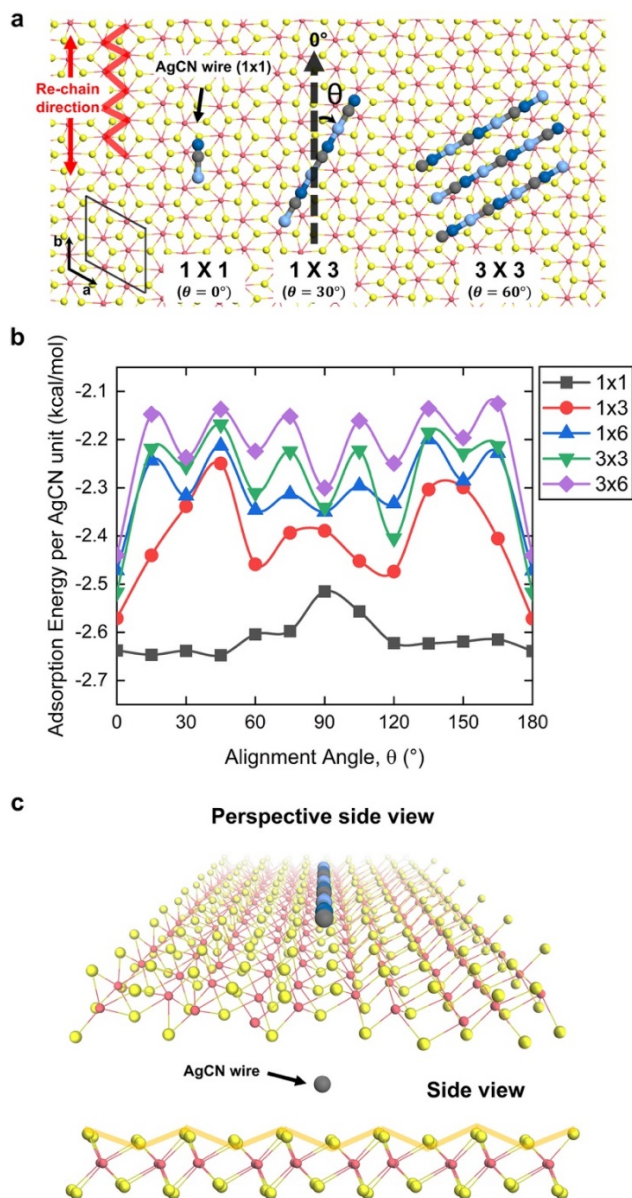 a
Re-chain
direction
AgCN wire (1x1)
0°
θ
b
a
1 X 1
(θ = 0°)
1 X 3
(θ = 30°)
3 X 3
(θ = 60°)
b
Adsorption Energy per AgCN unit (kcal/mol)
-2.1
-2.2
-2.3
-2.4
-2.5
-2.6
-2.7
0
30
60
90
120
150
180
Alignment Angle, θ (°)
1x1
1x3
1x6
3x3
3x6
c
Perspective side view
AgCN wire
Side view